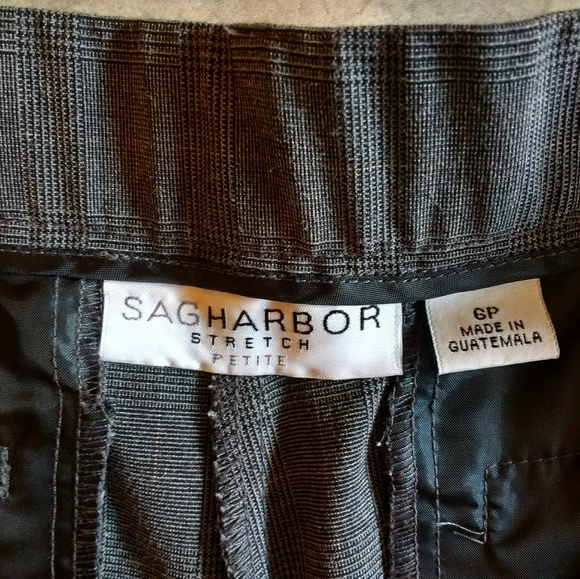 SAGHARBOR
STRETCH
PETITE
6P
MADE IN
GUATEMALA